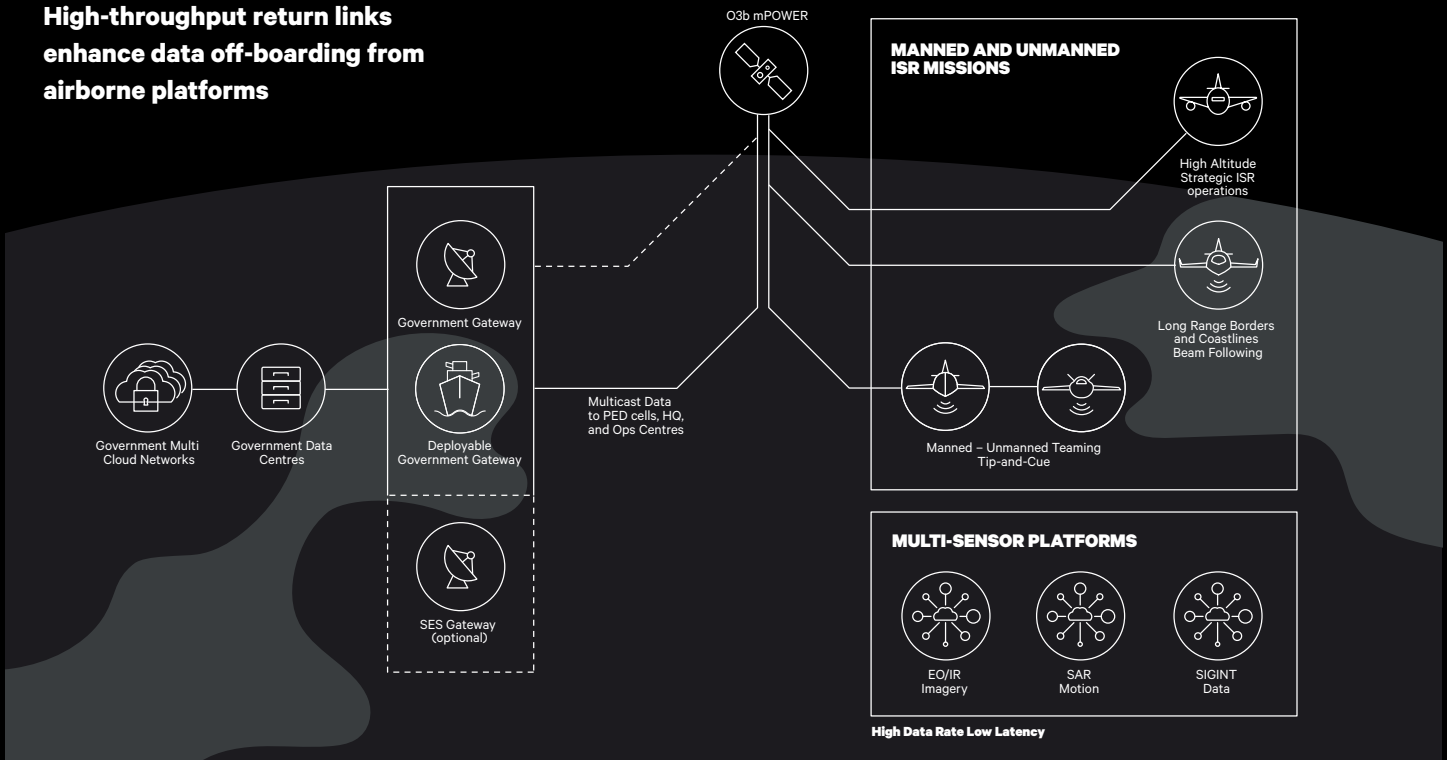 High-throughput return links
enhance data off-boarding from
airborne platforms
O3b mPOWER
MANNED AND UNMANNED
ISR MISSIONS
High Altitude
Strategic ISR
operations
Government Gateway
Long Range Borders
and Coastlines
Beam Following
Multicast Data
to PED cells, HQ,
and Ops Centres
Government Multi
Cloud Networks
Government Data
Centres
Deployable
Government Gateway
Manned – Unmanned Teaming
Tip-and-Cue
SES Gateway
(optional)
MULTI-SENSOR PLATFORMS
EO/IR
Imagery
SAR
Motion
SIGINT
Data
High Data Rate Low Latency